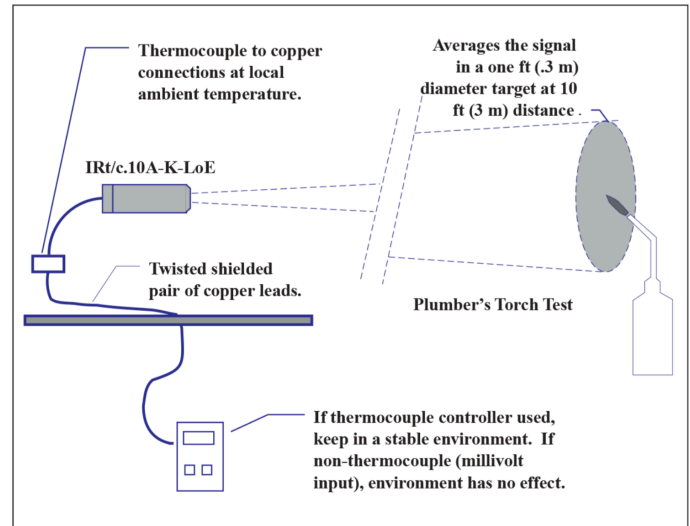 Thermocouple to copper
connections at local
ambient temperature.
Averages the signal
in a one ft (.3 m)
diameter target at 10
ft (3 m) distance .
IRt/c.10A-K-LoE
Twisted shielded
pair of copper leads.
Plumber's Torch Test
If thermocouple controller used,
keep in a stable environment.  If
non-thermocouple (millivolt
input), environment has no effect.